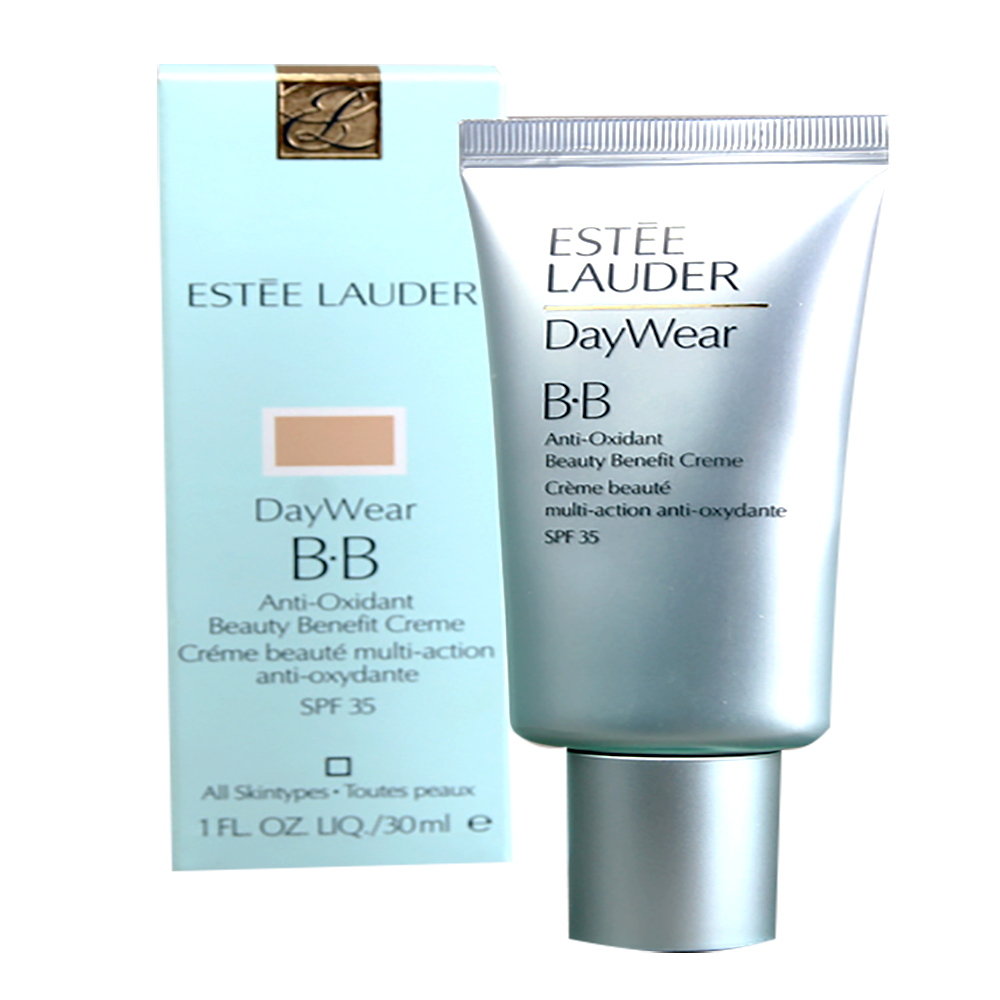 ESTĒE LAUDER
DayWear
B·B
Anti-Oxidant
Beauty Benefit Creme
Créme beauté multi-action
anti-oxydante
SPF 35
All Skintypes • Toutes peaux
1 FL. OZ. LIQ./30 ml e
ESTĒE
LAUDER
DayWear
B·B
Anti-Oxidant
Beauty Benefit Creme
Crème beauté
multi-action anti-oxydante
SPF 35